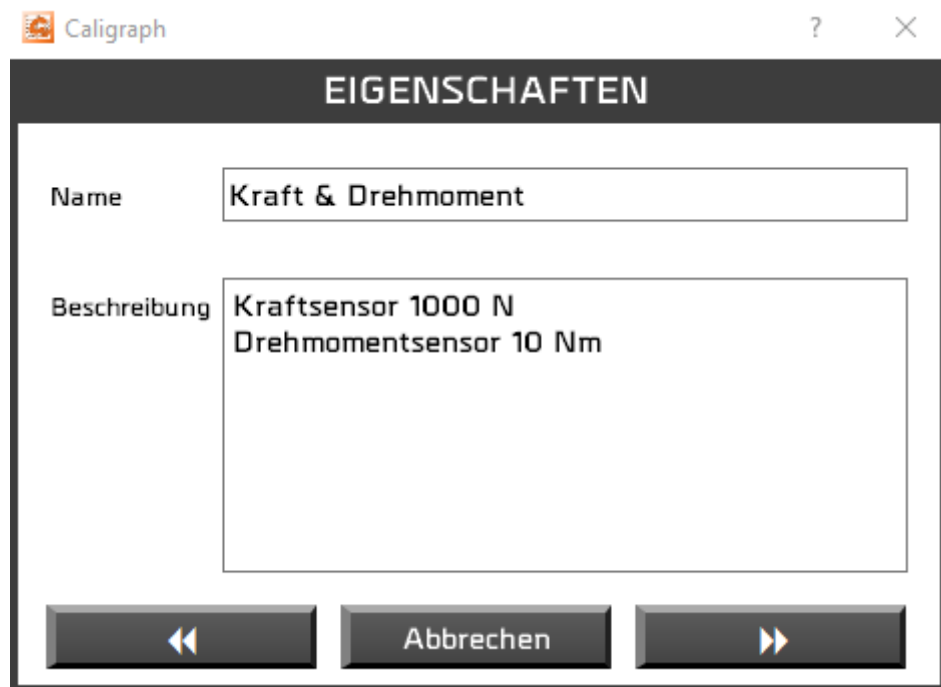 Caligraph
EIGENSCHAFTEN
Name
Kraft & Drehmoment
Beschreibung
Kraftsensor 1000 N
Drehmomentsensor 10 Nm
Abbrechen